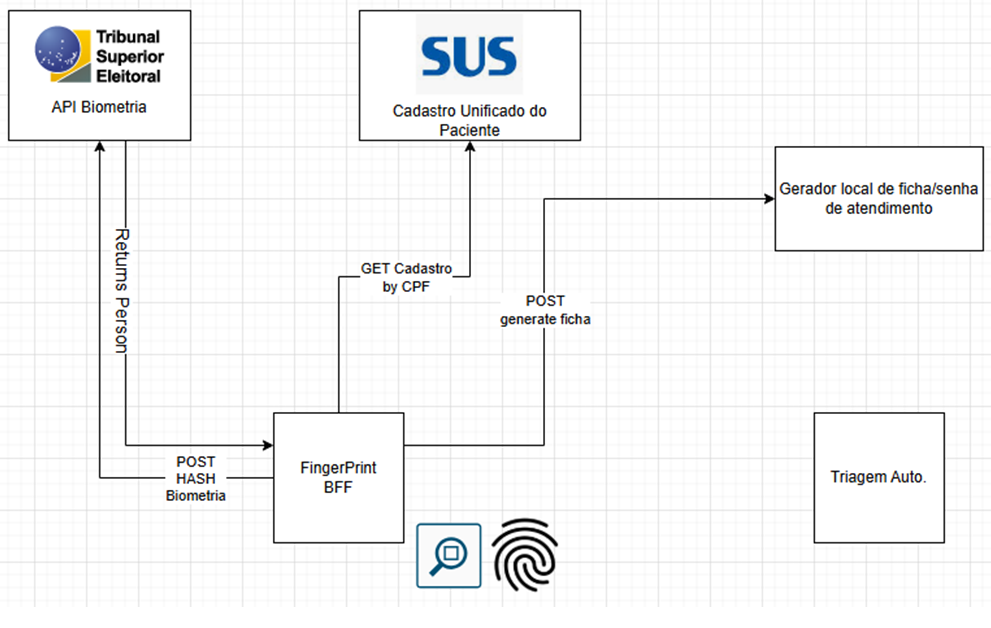 Tribunal
Superior
Eleitoral
API Biometria
SUS
Cadastro Unificado do
Paciente
Gerador local de ficha/senha
de atendimento
Returns Person
GET Cadastro
by CPF
POST
generate ficha
POST
HASH
Biometria
FingerPrint
BFF
Triagem Auto.